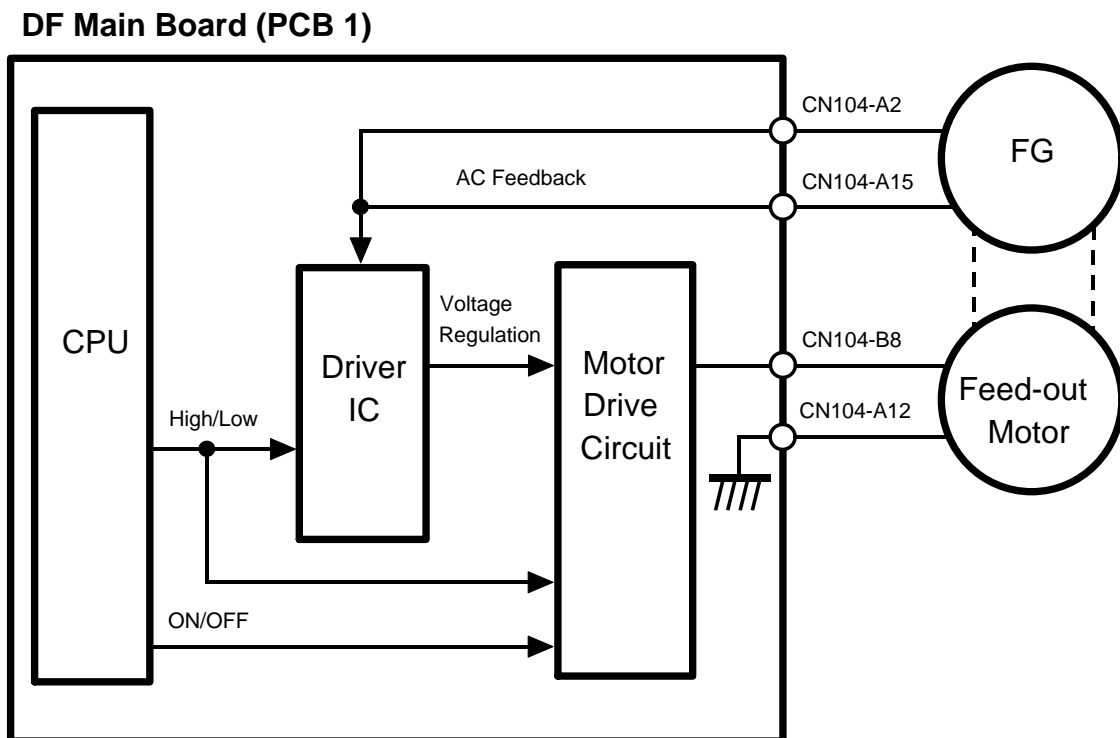 DF Main Board (PCB 1)
CN104-A2
FG
AC Feedback
CN104-A15
CPU
Driver
IC
Voltage
Regulation
Motor
Drive
Circuit
CN104-B8
Feed-out
Motor
CN104-A12
High/Low
ON/OFF